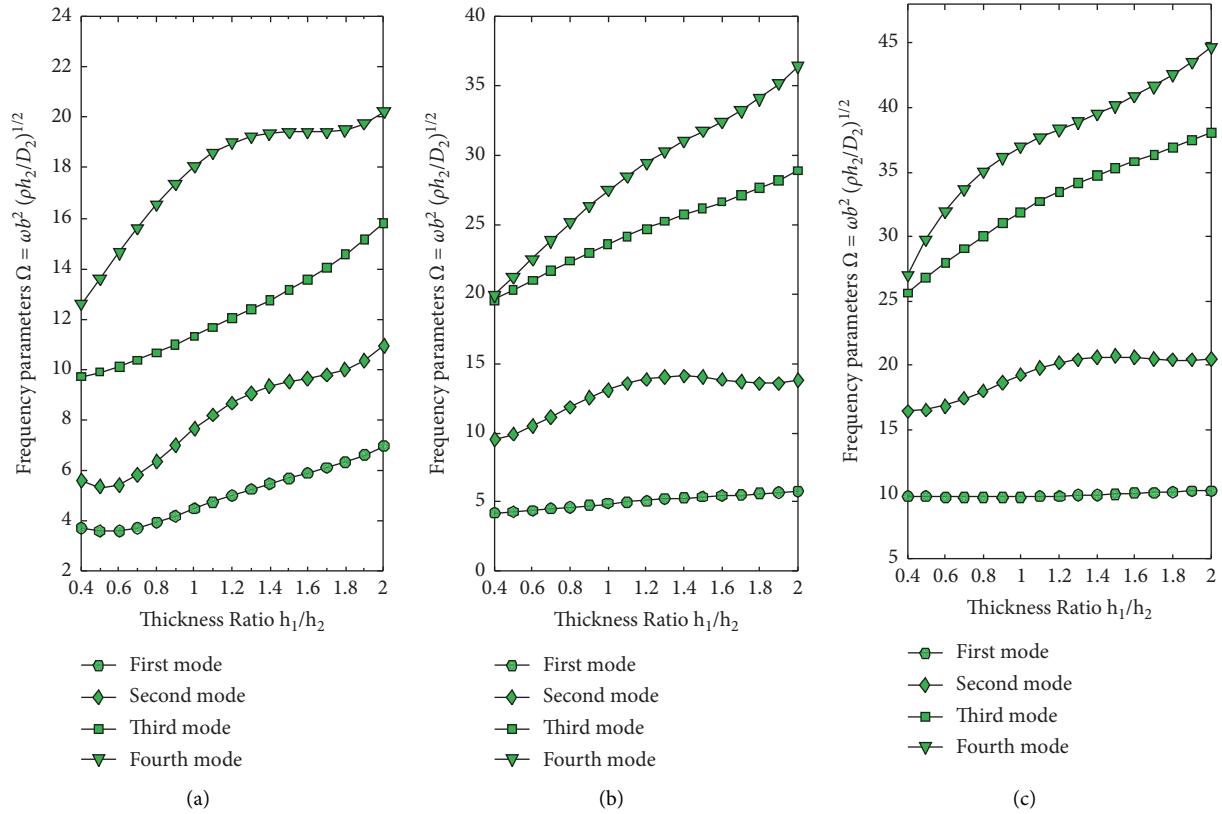 24
22
20
18
16
14
12
10
8
6
4
2
0.4 0.6 0.8 1 1.2 1.4 1.6 1.8 2
Frequency parameters Ω = ωb² (ρh₂/D₂)¹/²
Thickness Ratio h₁/h₂
First mode
Second mode
Third mode
Fourth mode
(a)
40
35
30
25
20
15
10
5
0
0.4 0.6 0.8 1 1.2 1.4 1.6 1.8 2
Frequency parameters Ω = ωb² (ρh₂/D₂)¹/²
Thickness Ratio h₁/h₂
First mode
Second mode
Third mode
Fourth mode
(b)
45
40
35
30
25
20
15
10
5
0.4 0.6 0.8 1 1.2 1.4 1.6 1.8 2
Frequency parameters Ω = ωb² (ρh₂/D₂)¹/²
Thickness Ratio h₁/h₂
First mode
Second mode
Third mode
Fourth mode
(c)